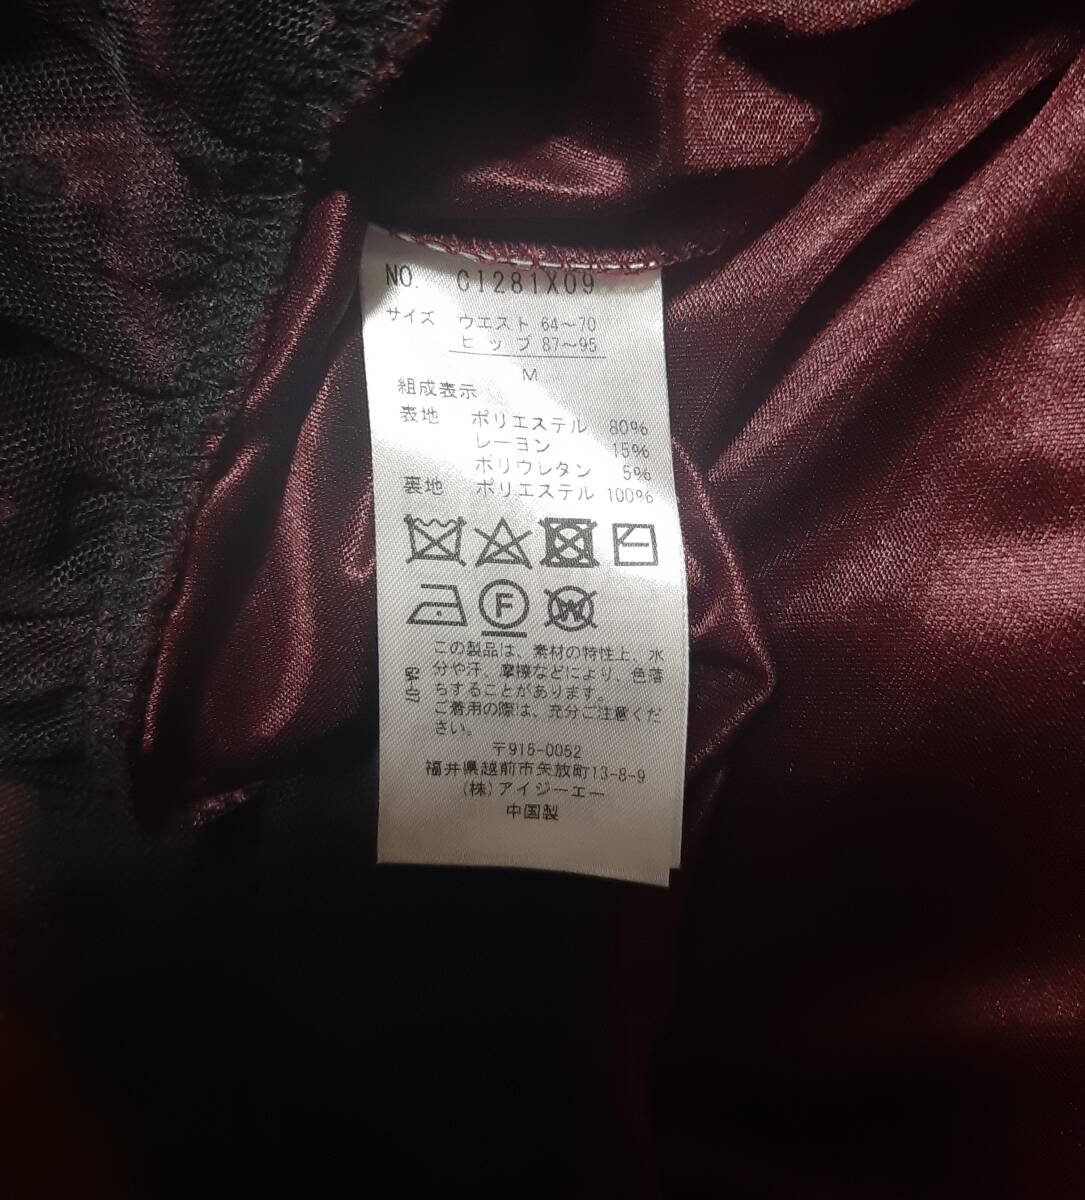 NO. C1281X09
サイズ ウエスト 64～70
ヒップ 87～95
M
組成表示
表地 ポリエステル 80%
レーヨン 15%
ポリウレタン 5%
裏地 ポリエステル 100%
F W
この製品は、素材の特性上、水
分や汗、摩擦などにより、色落
ちすることがあります。
ご着用の際は、充分ご注意くだ
さい。
〒915-0052
福井県越前市矢放町13-8-9
(株)アイジーエー
中国製